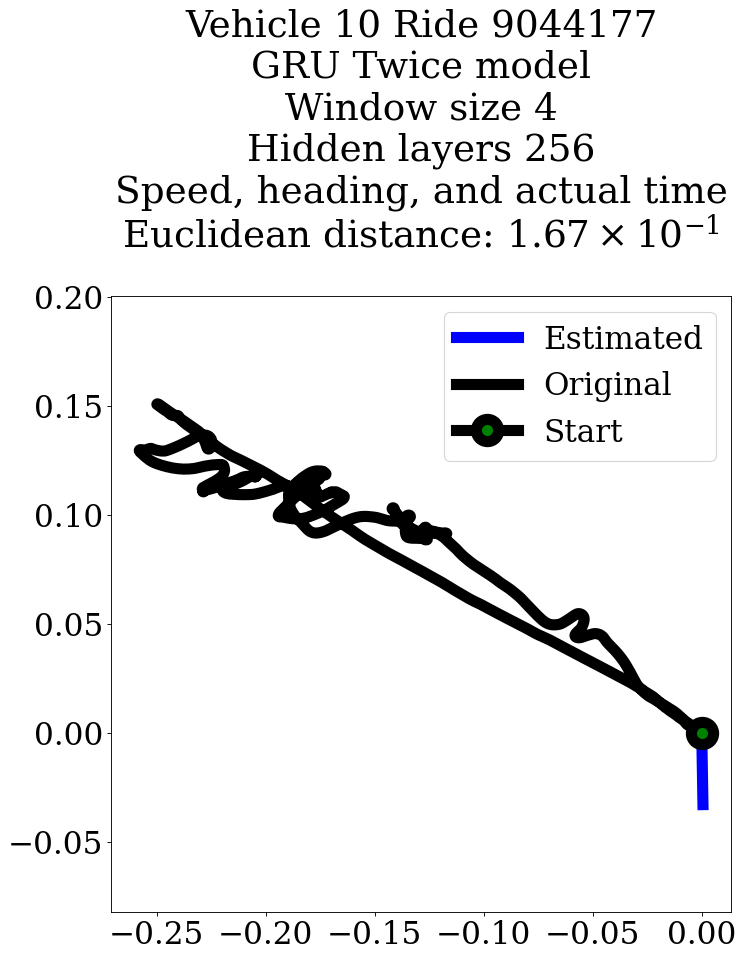 Vehicle 10 Ride 9044177
GRU Twice model
Window size 4
Hidden layers 256
Speed, heading, and actual time
Euclidean distance: 1.67 × 10⁻¹
Estimated
Original
Start
0.20
0.15
0.10
0.05
0.00
−0.05
−0.25 −0.20 −0.15 −0.10 −0.05 0.00